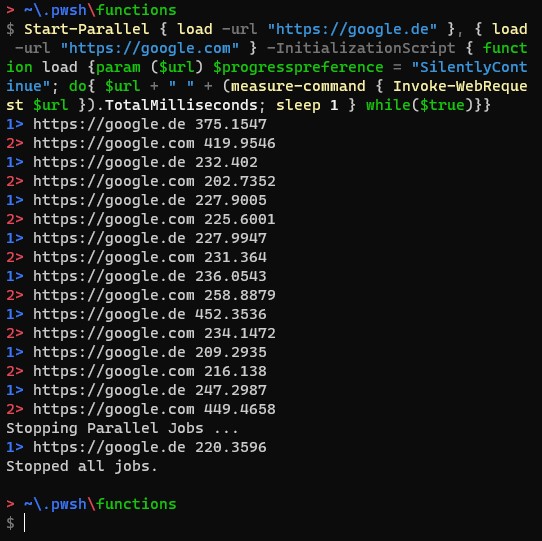 > ~\.pwsh\functions
$ Start-Parallel { load -url "https://google.de" }, { load
 -url "https://google.com" } -InitializationScript { funct
ion load {param ($url) $progresspreference = "SilentlyCont
inue"; do{ $url + " " + (measure-command { Invoke-WebReque
st $url }).TotalMilliseconds; sleep 1 } while($true)}}
1> https://google.de 375.1547
2> https://google.com 419.9546
1> https://google.de 232.402
2> https://google.com 202.7352
1> https://google.de 227.9005
2> https://google.com 225.6001
1> https://google.de 227.9947
2> https://google.com 231.364
1> https://google.de 236.0543
2> https://google.com 258.8879
1> https://google.de 452.3536
2> https://google.com 234.1472
1> https://google.de 209.2935
2> https://google.com 216.138
1> https://google.de 247.2987
2> https://google.com 449.4658
Stopping Parallel Jobs ...
1> https://google.de 220.3596
Stopped all jobs.
> ~\.pwsh\functions
$